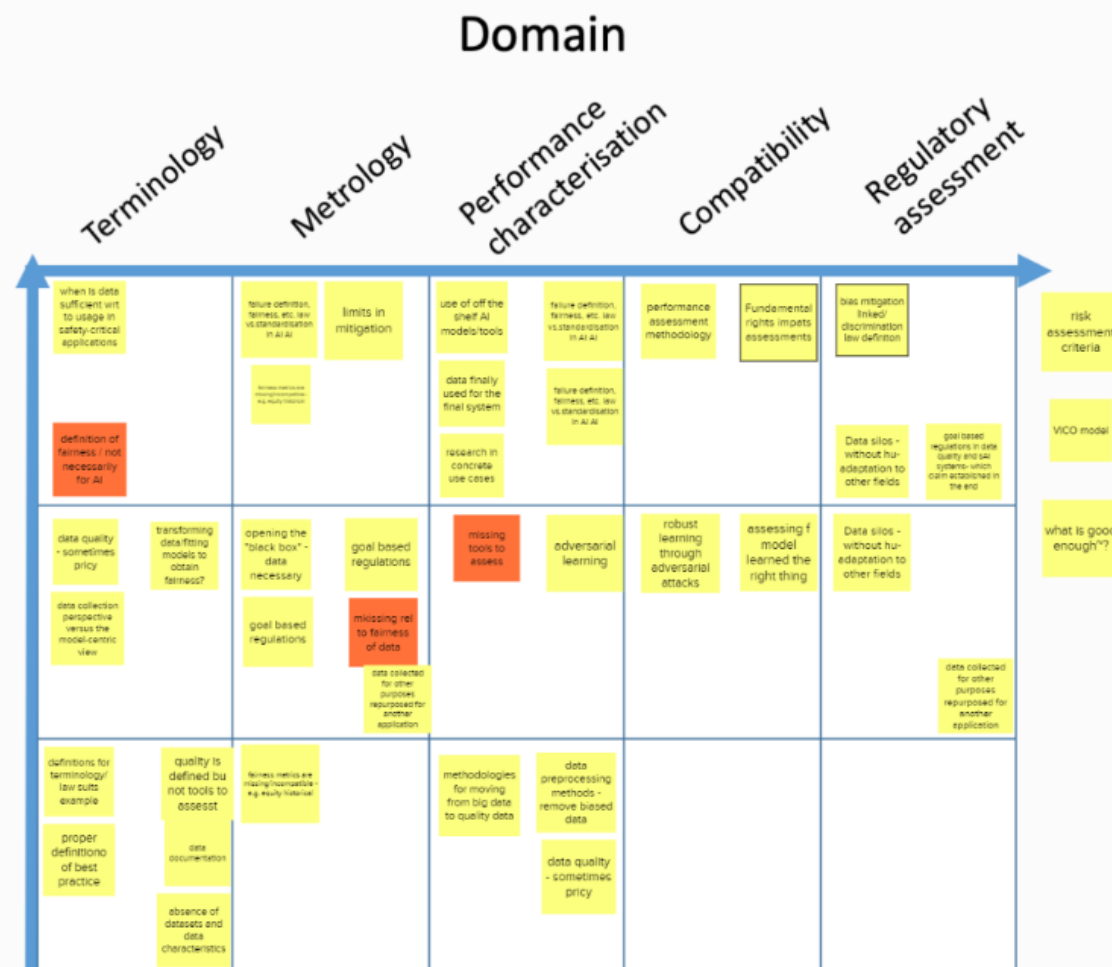 Domain
Terminology
Metrology
Performance
characterisation
Compatibility
Regulatory
assessment
when is data
sufficient wrt
to usage in
safety-critical
applications
definition of
fairness / not
necessarily
for AI
failure definition,
fairness, etc. law
vs.standardisation
in AI AI
limits in
mitigation
fairness metrics are
missing/incompatible -
e.g. equity historical
use of off the
shelf AI
models/tools
failure definition,
fairness, etc. law
vs.standardisation
in AI AI
data finally
used for the
final system
failure definition,
fairness, etc. law
vs.standardisation
in AI AI
research in
concrete
use cases
performance
assessment
methodology
Fundamental
rights impats
assessments
bias mitigation
linked/
discrimination
law definition
Data silos -
without hu-
adaptation to
other fields
goal based
regulations in data
quality and sAI
systems- which
claim established in
the end
risk
assessment
criteria
VICO model
what is good
enough"?
data quality
- sometimes
pricy
transforming
data/fitting
models to
obtain
fairness?
data collection
perspective
versus the
model-centric
view
opening the
"black box" -
data
necessary
goal based
regulations
goal based
regulations
mkissing rel
to fairness
of data
data collected
for other
purposes
repurposed for
another
application
missing
tools to
assess
adversarial
learning
robust
learning
through
adversarial
attacks
assessing f
model
learned the
right thing
Data silos -
without hu-
adaptation to
other fields
data collected
for other
purposes
repurposed for
another
application
definitions for
terminology/
law suits
example
quality is
defined bu
not tools to
assesst
proper
definitiono
of best
practice
data
documentation
absence of
datasets and
data
characteristics
fairness metrics are
missing/incompatible -
e.g. equity historical
methodologies
for moving
from big data
to quality data
data
preprocessing
methods -
remove biased
data
data quality
- sometimes
pricy